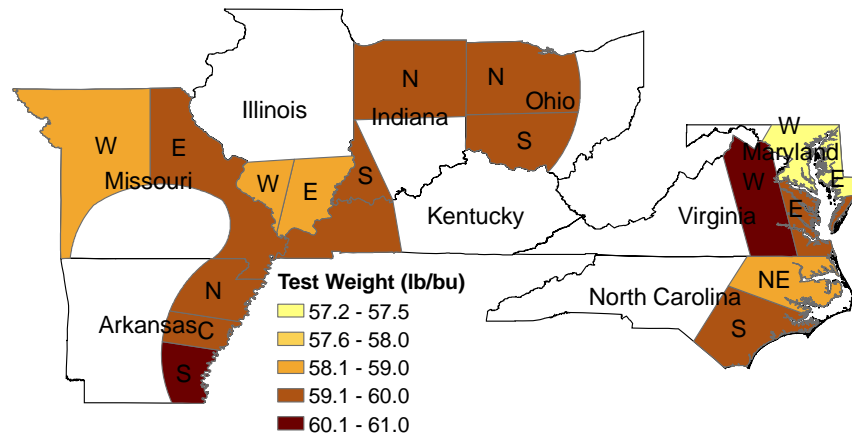 N
N
Illinois
Indiana
Ohio
W
W
E
S
Maryland
Missouri
W
E
S
W
E
E
Kentucky
Virginia
Test Weight (lb/bu)
N
NE
57.2 - 57.5
North Carolina
57.6 - 58.0
Arkansas
C
S
58.1 - 59.0
S
59.1 - 60.0
60.1 - 61.0